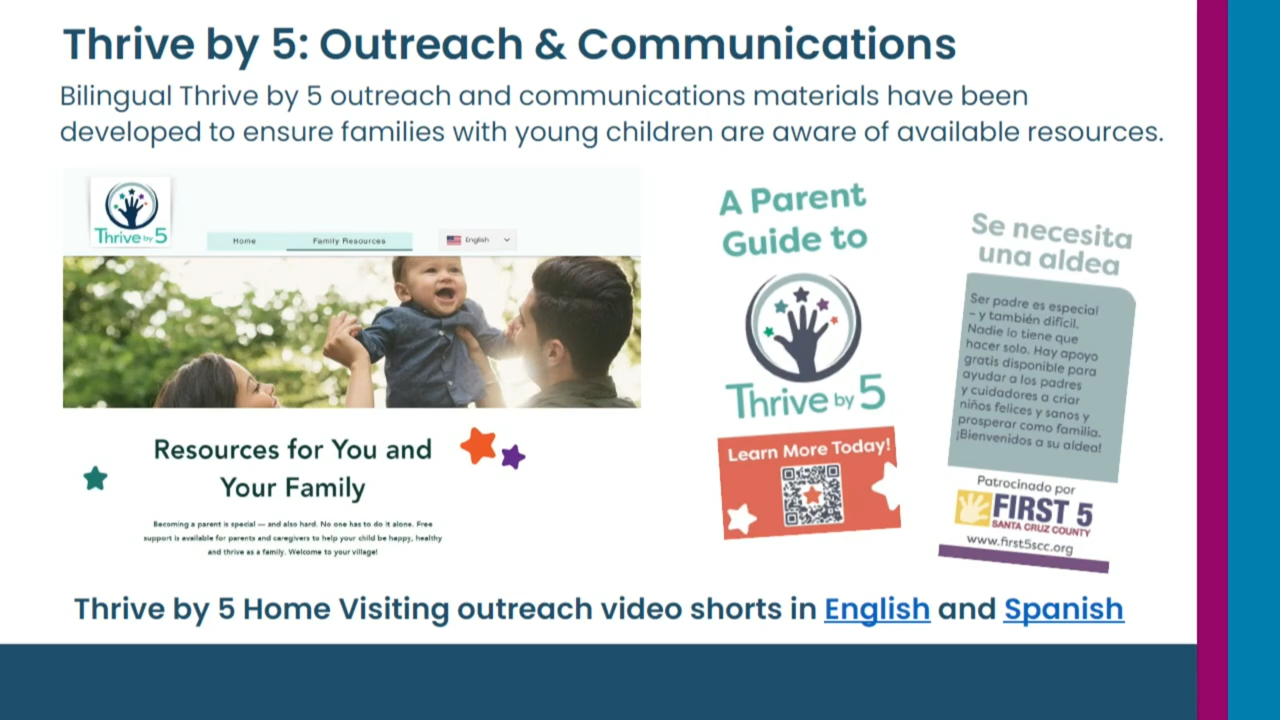 Thrive by 5: Outreach & Communications
Bilingual Thrive by 5 outreach and communications materials have been
developed to ensure families with young children are aware of available resources.
Thrive by 5
Home
Family Resources
English
Resources for You and
Your Family
Becoming a parent is special — and also hard. No one has to do it alone. Free
support is available for parents and caregivers to help your child be happy, healthy
and thrive as a family. Welcome to your village!
A Parent
Guide to
Thrive by 5
Learn More Today!
Se necesita
una aldea
Ser padre es especial
– y también difícil.
Nadie lo tiene que
hacer solo. Hay apoyo
gratis disponible para
ayudar a los padres
y cuidadores a criar
niños felices y sanos y
prosperar como familia.
¡Bienvenidos a su aldea!
Patrocinado por
FIRST 5
SANTA CRUZ COUNTY
www.first5scc.org
Thrive by 5 Home Visiting outreach video shorts in English and Spanish